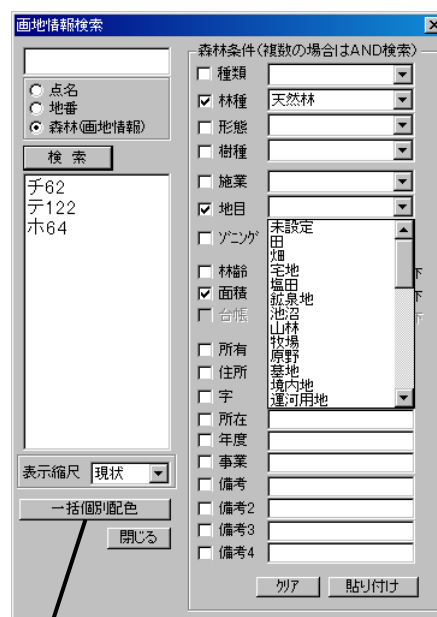 画地情報検索
点名
地番
森林(画地情報)
検 索
チ62
テ122
ホ64
表示縮尺 現状
一括個別配色
閉じる
森林条件(複数の場合はAND検索)
種類
林種 天然林
形態
樹種
施業
地目
ゾーニング
未設定
田
畑
宅地
塩田
鉱泉地
池沼
山林
牧場
原野
墓地
境内地
運河用地
林齢 下
面積 下
台帳 下
所有
住所
字
所在
年度
事業
備考
備考2
備考3
備考4
クリア 貼り付け